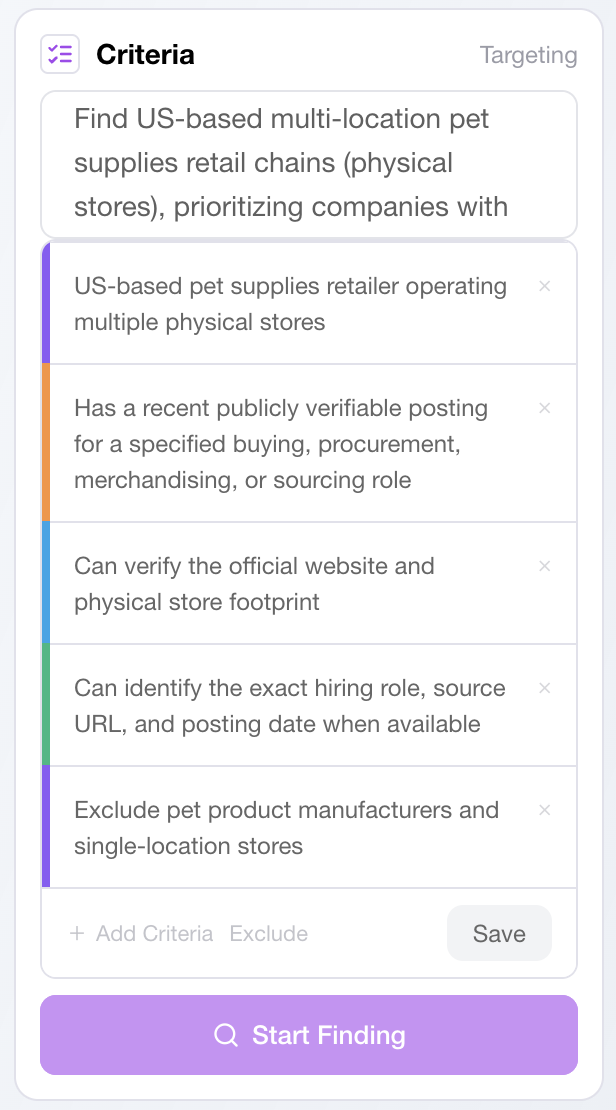 Criteria
Targeting
Find US-based multi-location pet
supplies retail chains (physical
stores), prioritizing companies with
US-based pet supplies retailer operating
multiple physical stores
Has a recent publicly verifiable posting
for a specified buying, procurement,
merchandising, or sourcing role
Can verify the official website and
physical store footprint
Can identify the exact hiring role, source
URL, and posting date when available
Exclude pet product manufacturers and
single-location stores
+ Add Criteria Exclude
Save
Start Finding